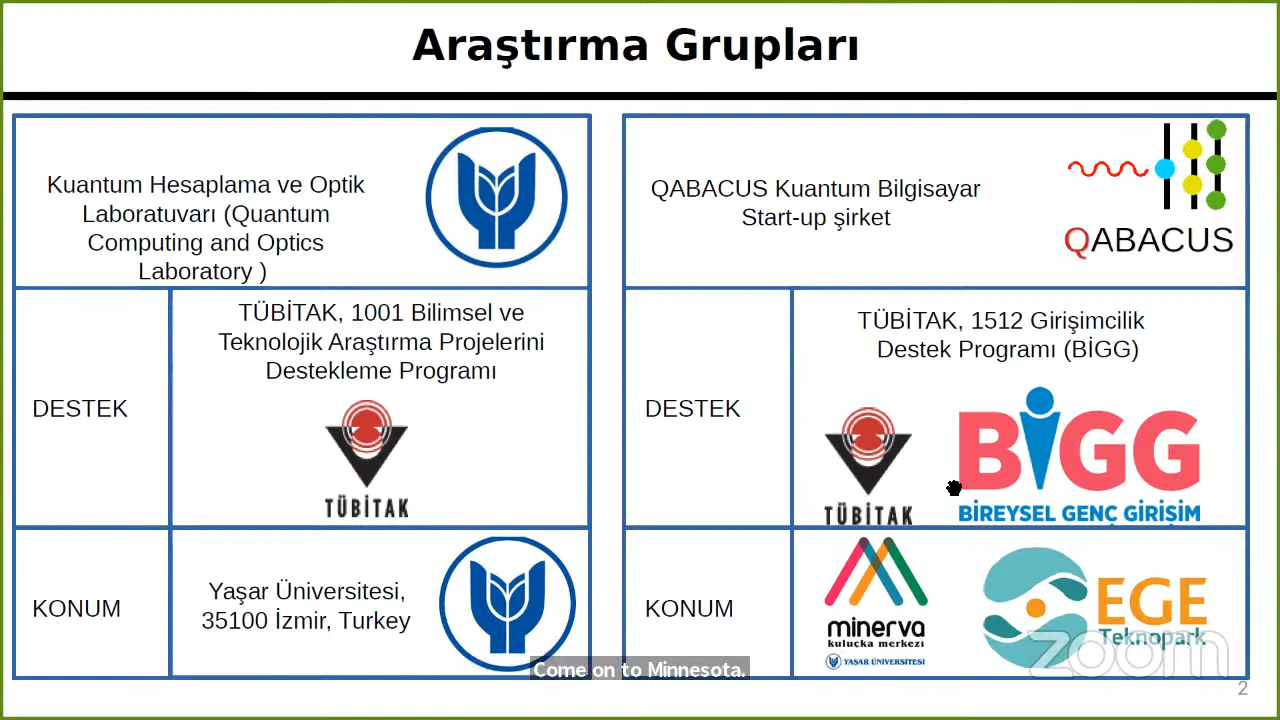 Araştırma Grupları
Kuantum Hesaplama ve Optik
Laboratuvarı (Quantum
Computing and Optics
Laboratory )
DESTEK
TÜBİTAK, 1001 Bilimsel ve
Teknolojik Araştırma Projelerini
Destekleme Programı
TÜBİTAK
KONUM
Yaşar Üniversitesi,
35100 İzmir, Turkey
QABACUS Kuantum Bilgisayar
Start-up şirket
QABACUS
DESTEK
TÜBİTAK, 1512 Girişimcilik
Destek Programı (BİGG)
TÜBİTAK
BiGG
BİREYSEL GENÇ GİRİŞİM
KONUM
minerva
kuluçka merkezi
YAŞAR ÜNİVERSİTESİ
EGE
Teknopark
zoom
Come on to Minnesota.
2